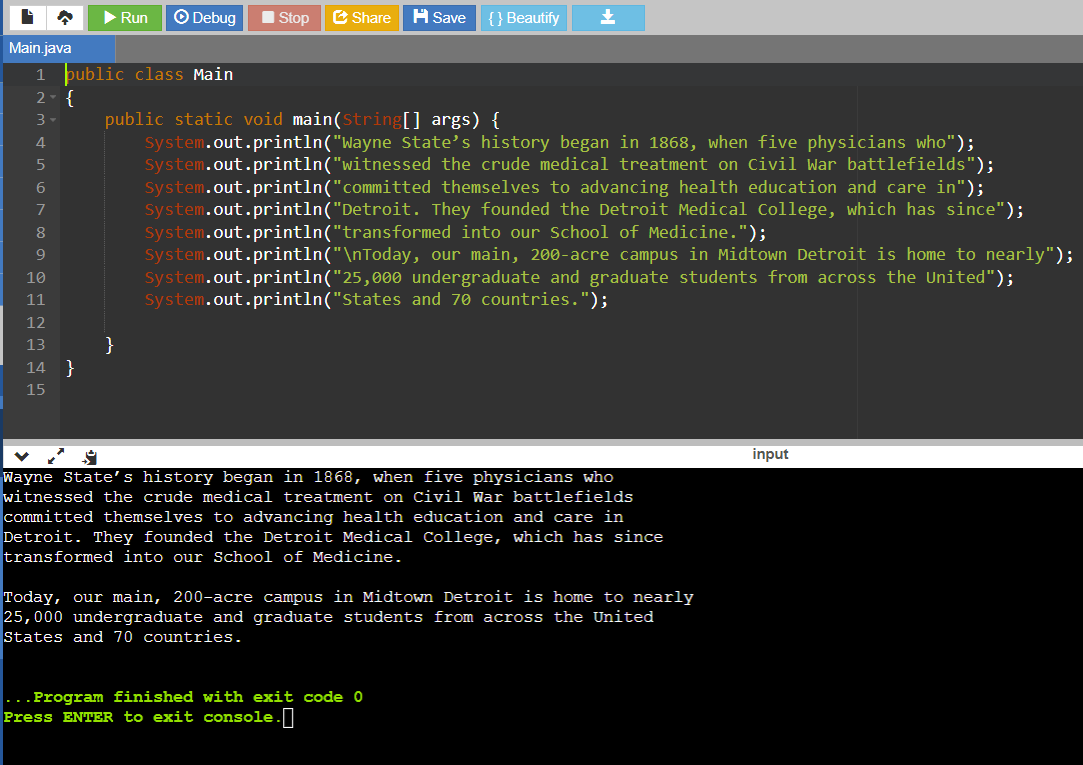 Run Debug Stop Share Save { } Beautify
Main.java
1 public class Main
2 {
3     public static void main(String[] args) {
4         System.out.println("Wayne State’s history began in 1868, when five physicians who");
5         System.out.println("witnessed the crude medical treatment on Civil War battlefields");
6         System.out.println("committed themselves to advancing health education and care in");
7         System.out.println("Detroit. They founded the Detroit Medical College, which has since");
8         System.out.println("transformed into our School of Medicine.");
9         System.out.println("\nToday, our main, 200-acre campus in Midtown Detroit is home to nearly");
10         System.out.println("25,000 undergraduate and graduate students from across the United");
11         System.out.println("States and 70 countries.");
12
13     }
14 }
15
input
Wayne State’s history began in 1868, when five physicians who
witnessed the crude medical treatment on Civil War battlefields
committed themselves to advancing health education and care in
Detroit. They founded the Detroit Medical College, which has since
transformed into our School of Medicine.
Today, our main, 200-acre campus in Midtown Detroit is home to nearly
25,000 undergraduate and graduate students from across the United
States and 70 countries.
...Program finished with exit code 0
Press ENTER to exit console.